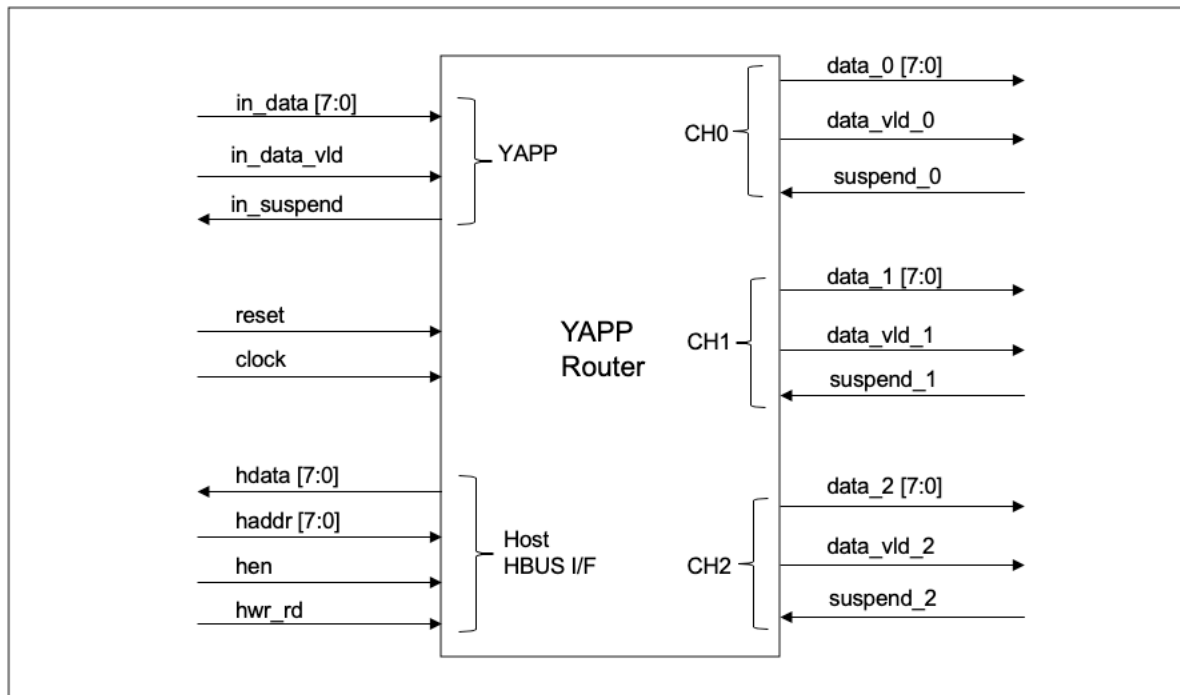 in_data [7:0]
in_data_vld
in_suspend
YAPP
reset
clock
hdata [7:0]
haddr [7:0]
hen
hwr_rd
Host
HBUS I/F
YAPP
Router
CH0
data_0 [7:0]
data_vld_0
suspend_0
CH1
data_1 [7:0]
data_vld_1
suspend_1
CH2
data_2 [7:0]
data_vld_2
suspend_2